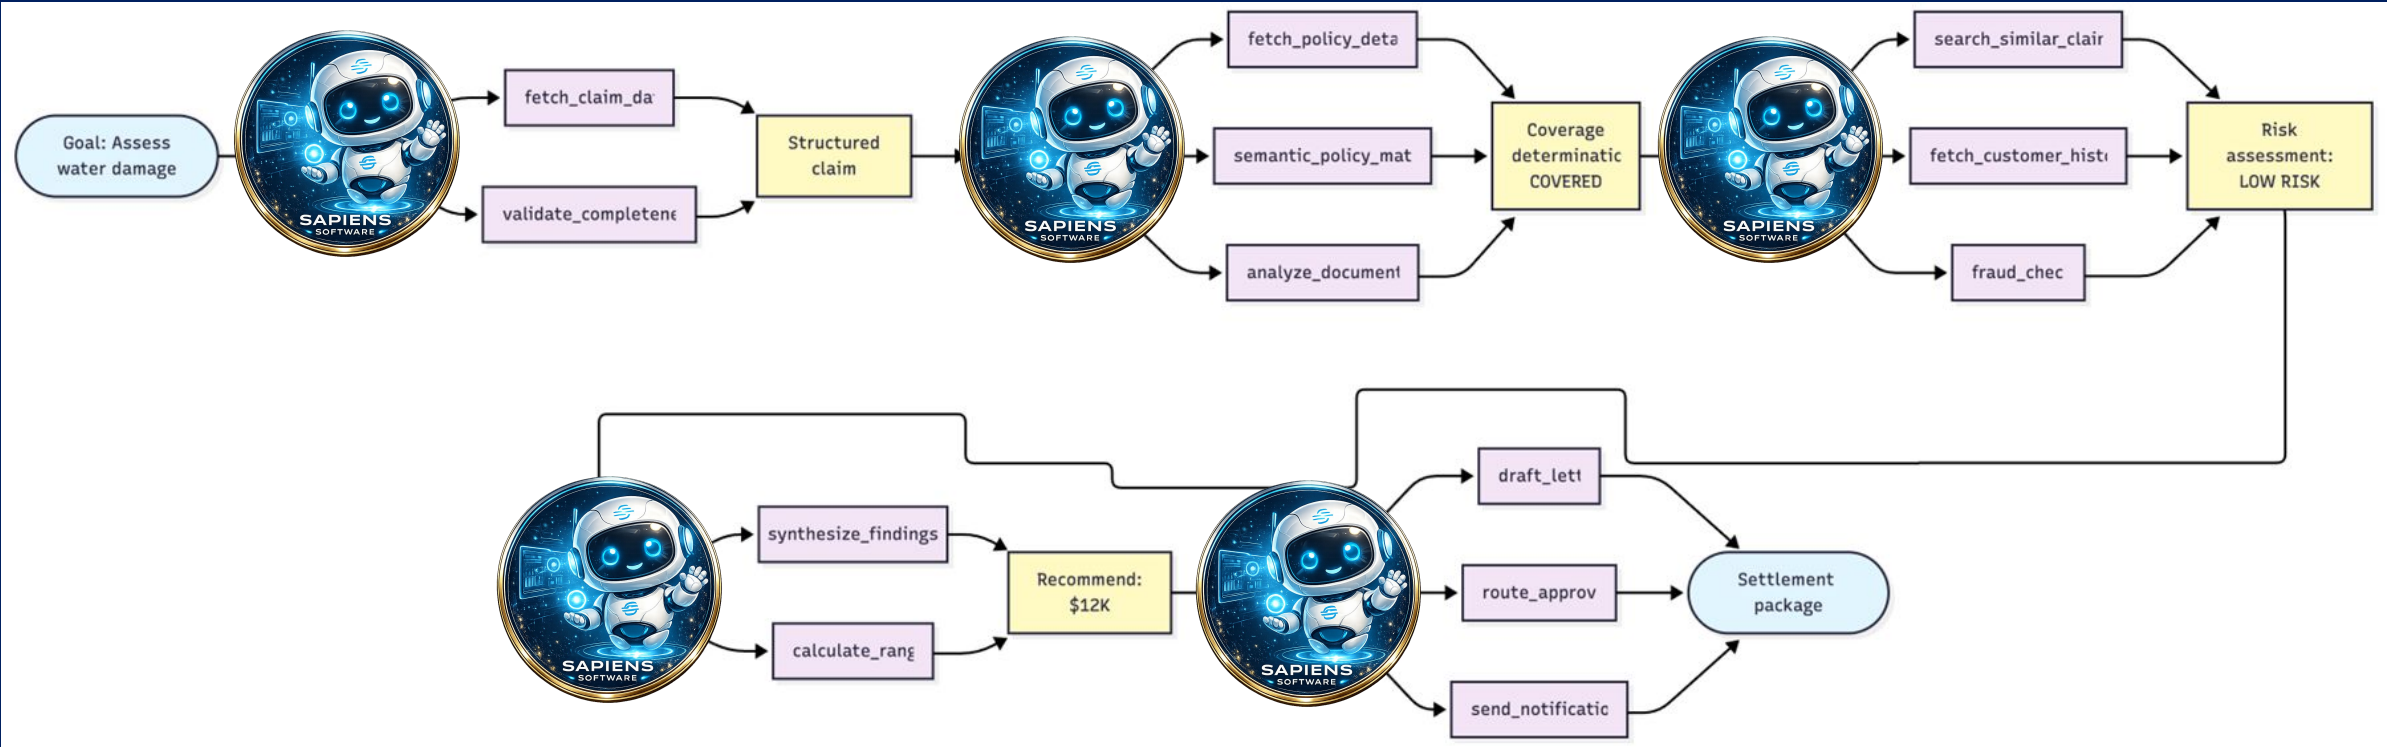 Goal: Assess
water damage
SAPIENS
SOFTWARE
fetch_claim_da
validate_completene
Structured
claim
SAPIENS
SOFTWARE
fetch_policy_deta
semantic_policy_mat
analyze_document
Coverage
determinatic
COVERED
SAPIENS
SOFTWARE
search_similar_clair
fetch_customer_histo
fraud_chec
Risk
assessment:
LOW RISK
SAPIENS
SOFTWARE
synthesize_findings
calculate_rang
Recommend:
$12K
SAPIENS
SOFTWARE
draft_lett
route_approv
send_notificatic
Settlement
package